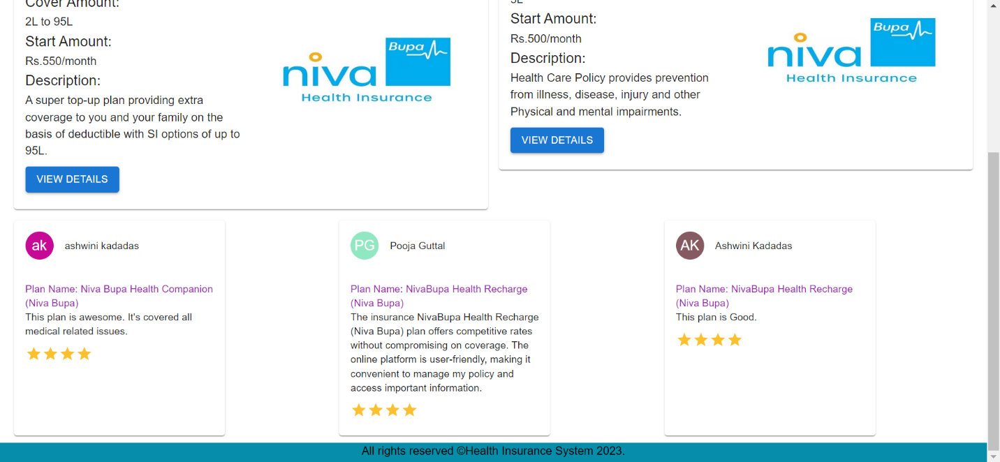 Cover Amount:
2L to 95L
Start Amount:
Rs.550/month
Description:
A super top-up plan providing extra
coverage to you and your family on the
basis of deductible with SI options of up to
95L.
VIEW DETAILS
niva
Bupa
Health Insurance
Start Amount:
Rs.500/month
Description:
Health Care Policy provides prevention
from illness, disease, injury and other
Physical and mental impairments.
VIEW DETAILS
niva
Bupa
Health Insurance
ak
ashwini kadadas
Plan Name: Niva Bupa Health Companion
(Niva Bupa)
This plan is awesome. It's covered all
medical related issues.
PG
Pooja Guttal
Plan Name: NivaBupa Health Recharge
(Niva Bupa)
The insurance NivaBupa Health Recharge
(Niva Bupa) plan offers competitive rates
without compromising on coverage. The
online platform is user-friendly, making it
convenient to manage my policy and
access important information.
AK
Ashwini Kadadas
Plan Name: NivaBupa Health Recharge
(Niva Bupa)
This plan is Good.
All rights reserved ©Health Insurance System 2023.